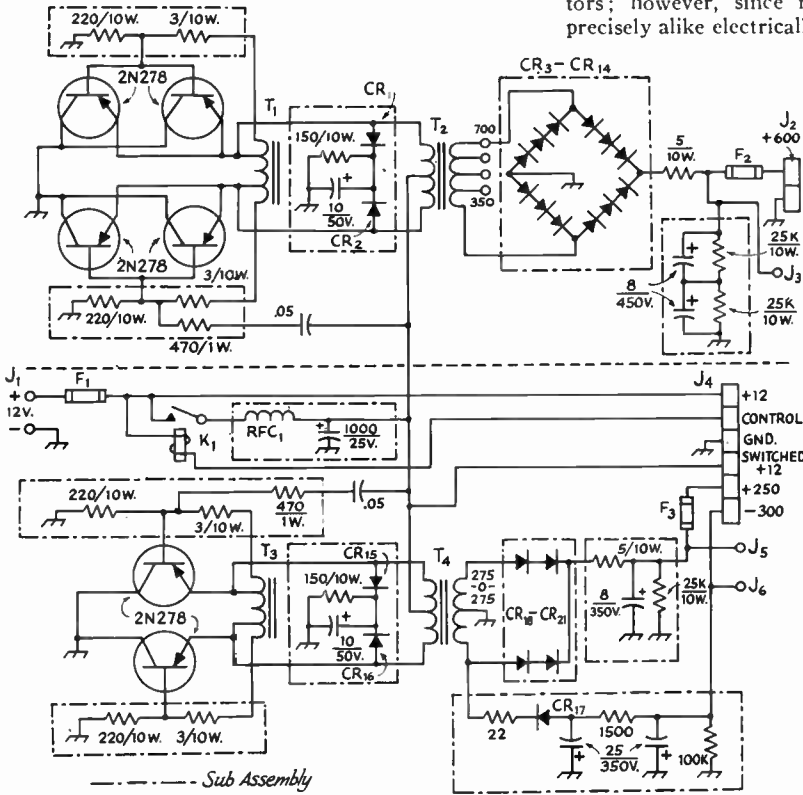 tors; however, since
precisely alike electricall
220/10W. 3/10W.
2N278
T1
CR1
150/10W.
+
10
50V.
CR2
T2
700
350
CR3 – CR14
5
10W.
F2
J2
+600
2N278
3/10W.
220/10W.
470/1W.
.05
8
450V.
+
+
25K
10W.
25K
10W.
J3
J1
+
12V.
–
F1
K1
RFC1
+
1000
25V.
J4
+12
CONTROL
GND.
SWITCHED
+12
+250
-300
220/10W.
3/10W.
470
1W.
.05
F3
2N278
T3
CR15
150/10W.
+
10
50V.
CR16
T4
275
-0-
275
CR18-CR21
5/10W.
8
350V.
+
25K
10W.
J5
J6
220/10W. 3/10W.
22
CR17
1500
25
350V.
+
+
100K
Sub Assembly